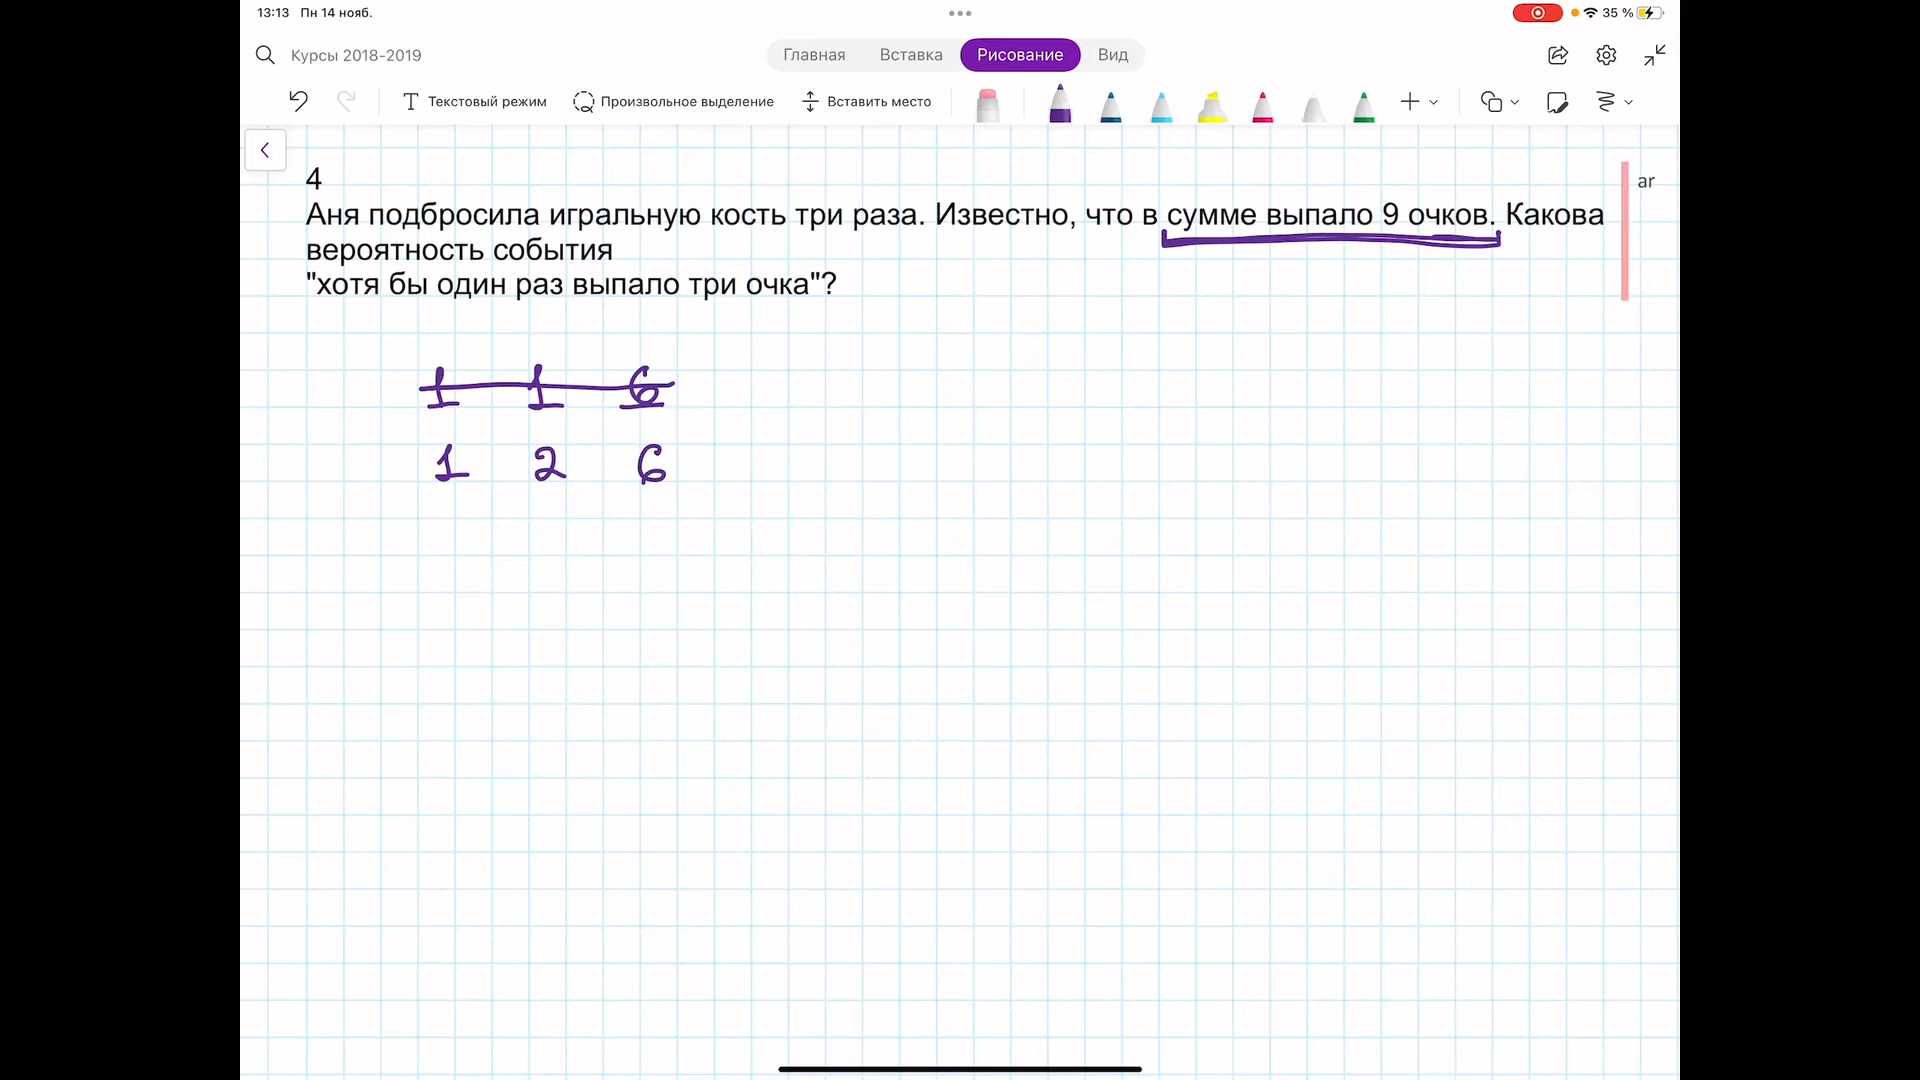 13:13 Пн 14 нояб.
35 %
Курсы 2018-2019
Главная Вставка Рисование Вид
Текстовый режим Произвольное выделение Вставить место
4
ar
Аня подбросила игральную кость три раза. Известно, что в сумме выпало 9 очков. Какова
вероятность события
"хотя бы один раз выпало три очка"?
1 1 6
1 2 6